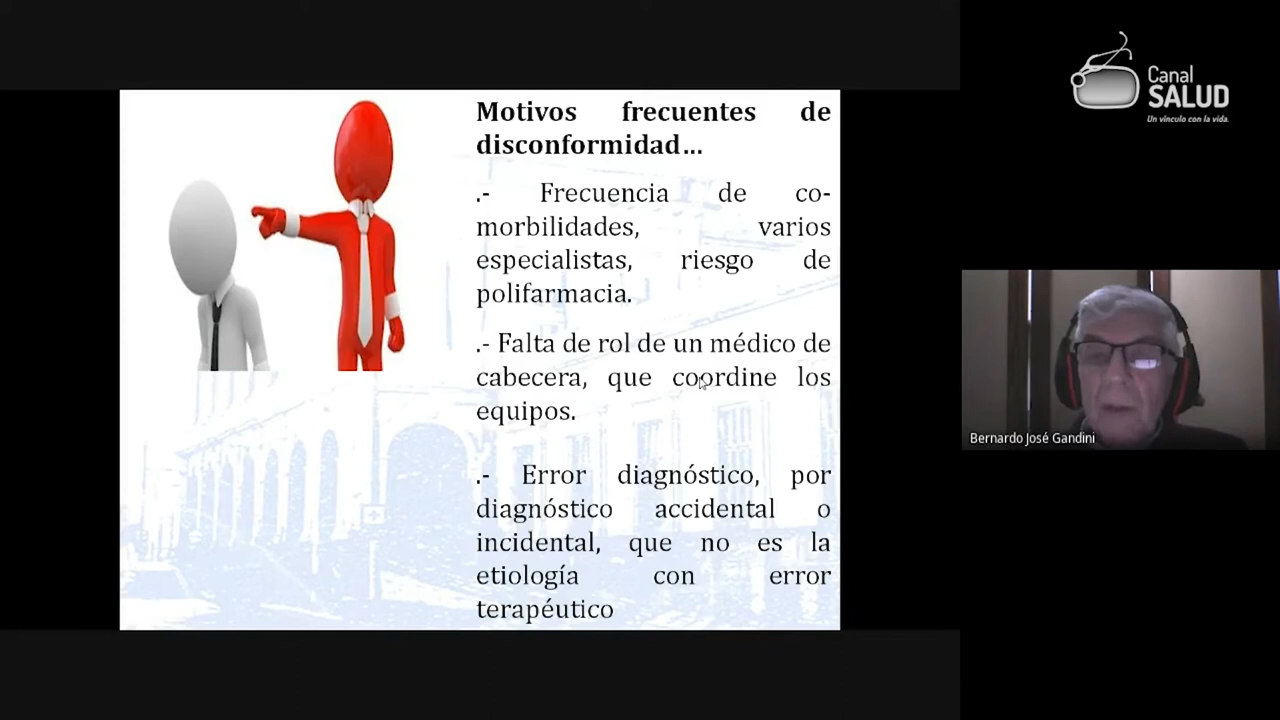 Motivos frecuentes de
disconformidad...
.- Frecuencia de co-
morbilidades, varios
especialistas, riesgo de
polifarmacia.
.- Falta de rol de un médico de
cabecera, que coordine los
equipos.
.- Error diagnóstico, por
diagnóstico accidental o
incidental, que no es la
etiología con error
terapéutico
Canal
SALUD
Un vínculo con la vida.
Bernardo José Gandini